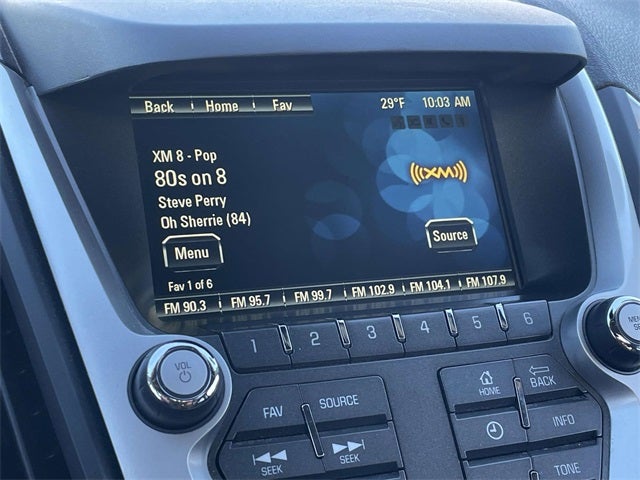 Back Home Fav 29°F 10:03 AM
XM 8 - Pop
80s on 8
((XM))
Steve Perry
Oh Sherrie (84)
Menu Source
Fav 1 of 6
FM 90.3 FM 95.7 FM 99.7 FM 102.9 FM 104.1 FM 107.9
1 2 3 4 5 6
VOL
FAV SOURCE
SEEK SEEK
HOME BACK
INFO
TONE